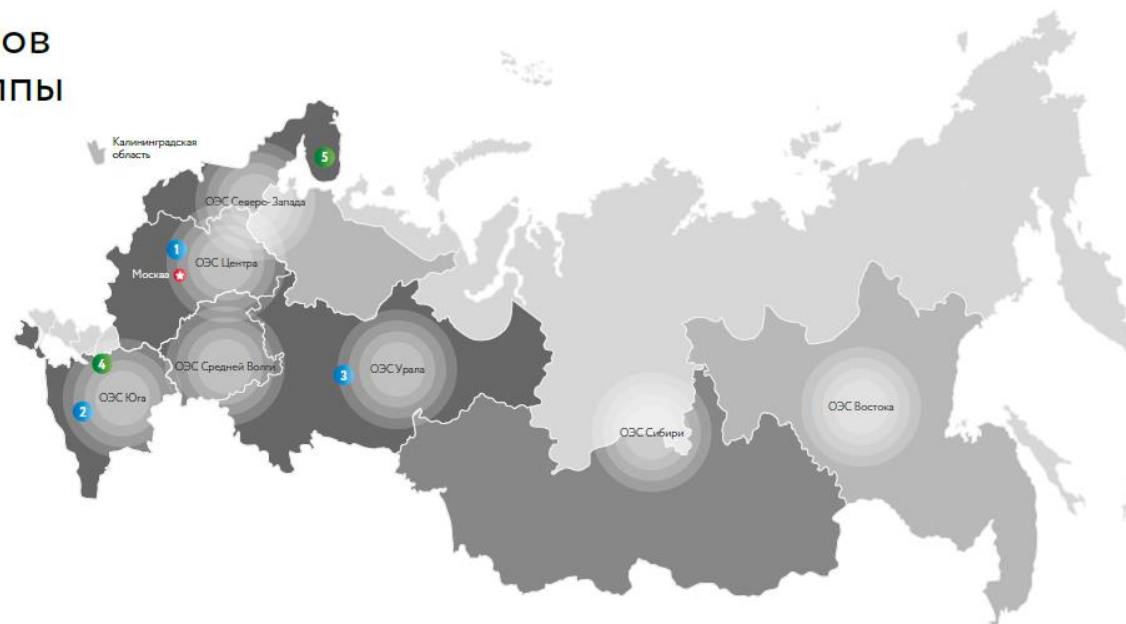 ов
ппы
Калининградская
область
5
ОЭС Северо-Запада
1
ОЭС Центра
Москва
4
ОЭС Средней Волги
3
ОЭС Урала
ОЭС Юга
2
ОЭС Сибири
ОЭС Востока